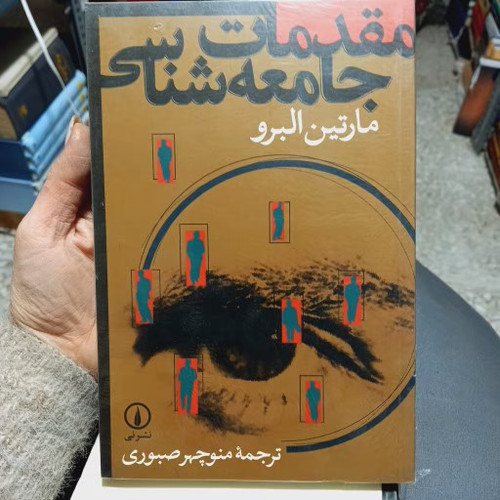 مقدمات
جامعه‌شناسی
مارتین البرو
نشرنی
ترجمهٔ منوچهر صبوری